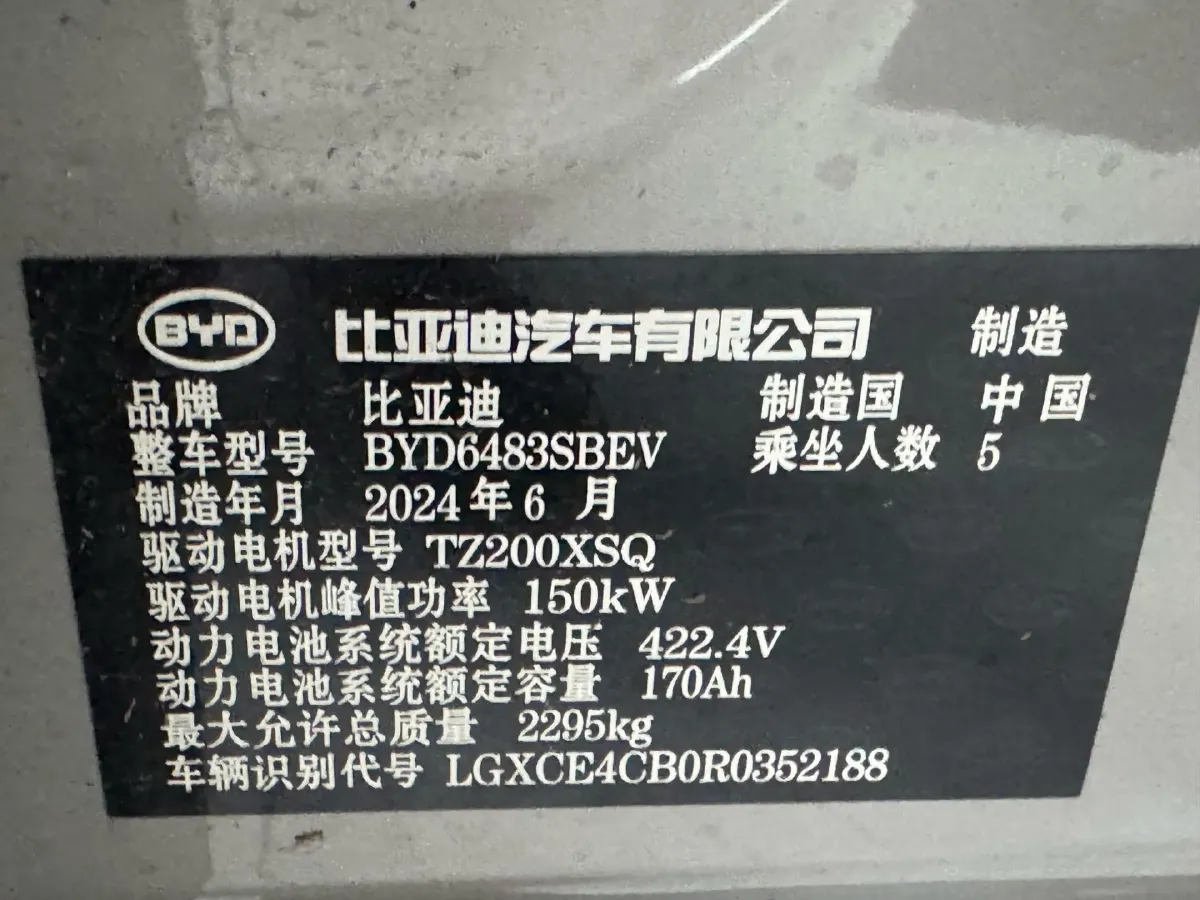 BYD 比亚迪汽车有限公司 制造
品牌 比亚迪 制造国 中国
整车型号 BYD6483SBEV 乘坐人数 5
制造年月 2024年6月
驱动电机型号 TZ200XSQ
驱动电机峰值功率 150kW
动力电池系统额定电压 422.4V
动力电池系统额定容量 170Ah
最大允许总质量 2295kg
车辆识别代号 LGXCE4CB0R0352188